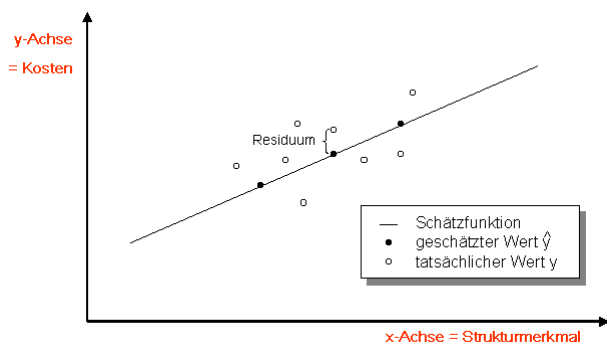 y-Achse
= Kosten
Residuum
Schätzfunktion
geschätzter Wert ŷ
tatsächlicher Wert y
x-Achse = Strukturmerkmal